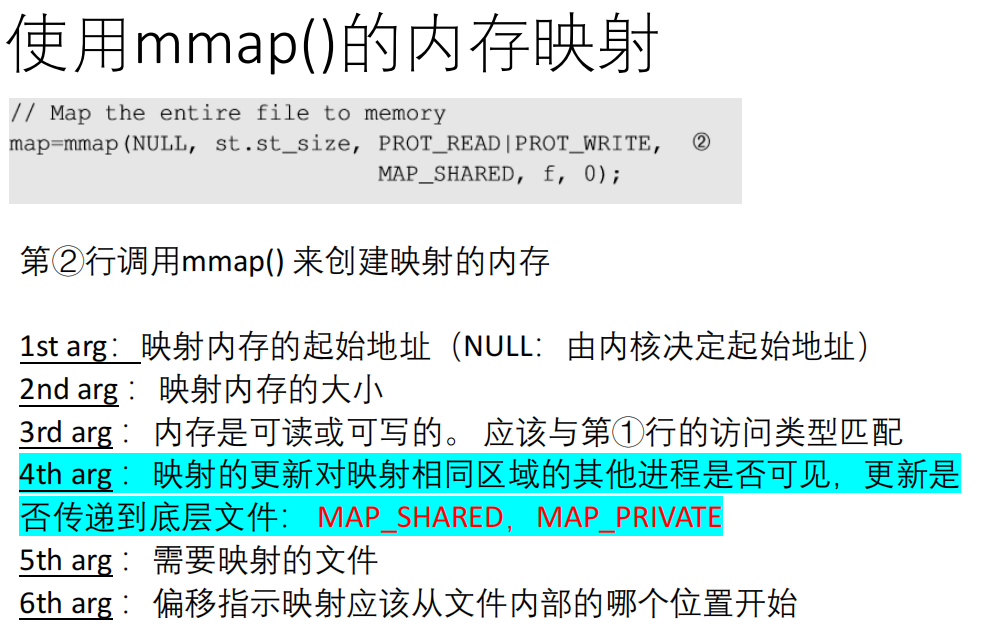 使用mmap()的内存映射
// Map the entire file to memory
map=mmap(NULL, st.st_size, PROT_READ|PROT_WRITE, ②
MAP_SHARED, f, 0);
第②行调用mmap() 来创建映射的内存
1st arg： 映射内存的起始地址（NULL： 由内核决定起始地址）
2nd arg： 映射内存的大小
3rd arg： 内存是可读或可写的。 应该与第①行的访问类型匹配
4th arg： 映射的更新对映射相同区域的其他进程是否可见，更新是
否传递到底层文件： MAP_SHARED，MAP_PRIVATE
5th arg： 需要映射的文件
6th arg： 偏移指示映射应该从文件内部的哪个位置开始